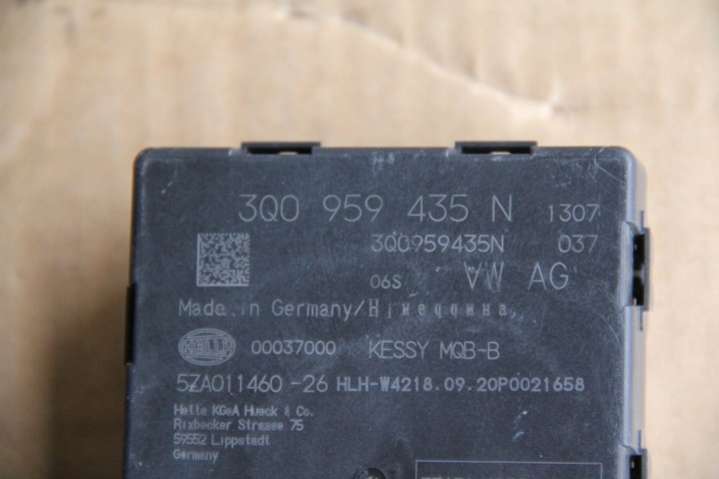 3Q0 959 435 N 1307
3Q0959435N 037
06S VW AG
Made in Germany/Німеччина
HELLA 00037000 KESSY MQB-B
5ZA011460-26 HLH-W4218.09.20P0021658
Hella KGaA Hueck & Co.
Rixbecker Strasse 75
59552 Lippstadt
Germany